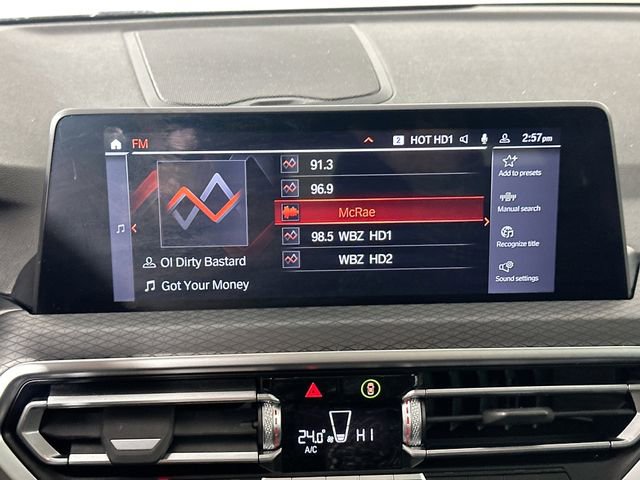 FM
2 HOT HD1 2:57pm
91.3
96.9
McRae
98.5 WBZ HD1
WBZ HD2
Ol Dirty Bastard
Got Your Money
Add to presets
Manual search
Recognize title
Sound settings
24.0°
A/C
HI